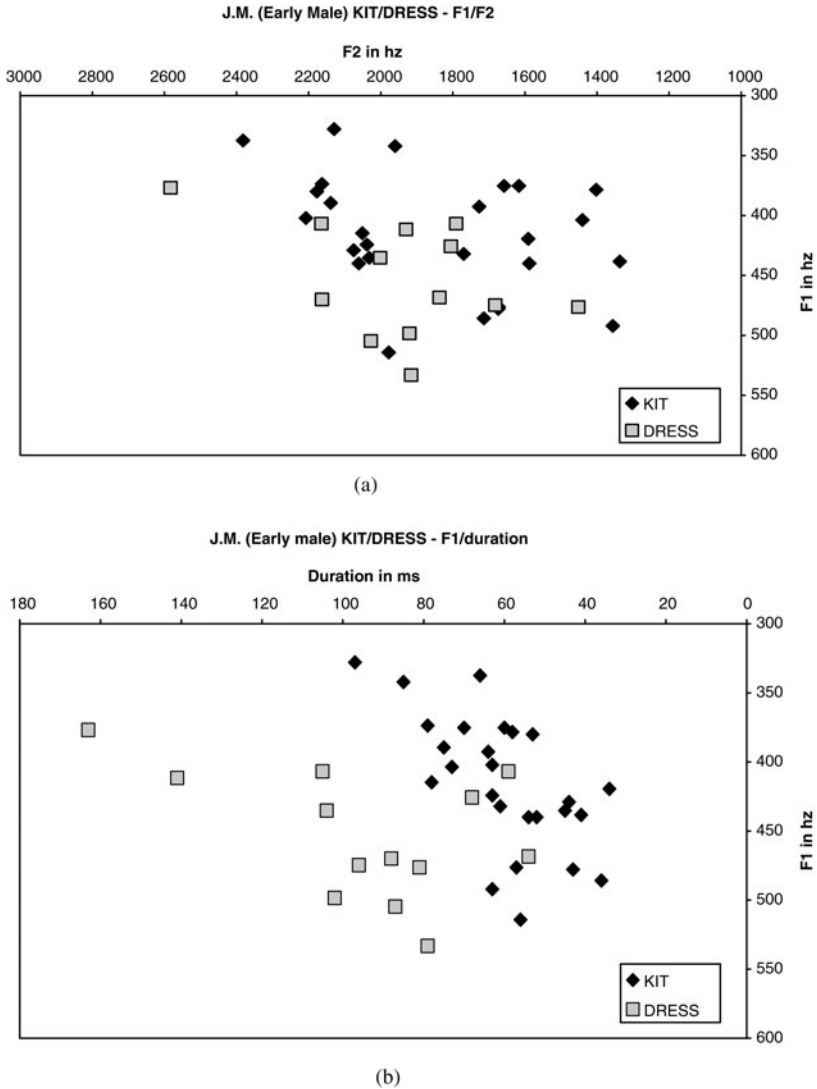 J.M. (Early Male) KIT/DRESS - F1/F2
F2 in hz
3000 2800 2600 2400 2200 2000 1800 1600 1400 1200 1000
300
350
400
450
500
550
600
F1 in hz
KIT
DRESS
(a)
J.M. (Early male) KIT/DRESS - F1/duration
Duration in ms
180 160 140 120 100 80 60 40 20 0
300
350
400
450
500
550
600
F1 in hz
KIT
DRESS
(b)